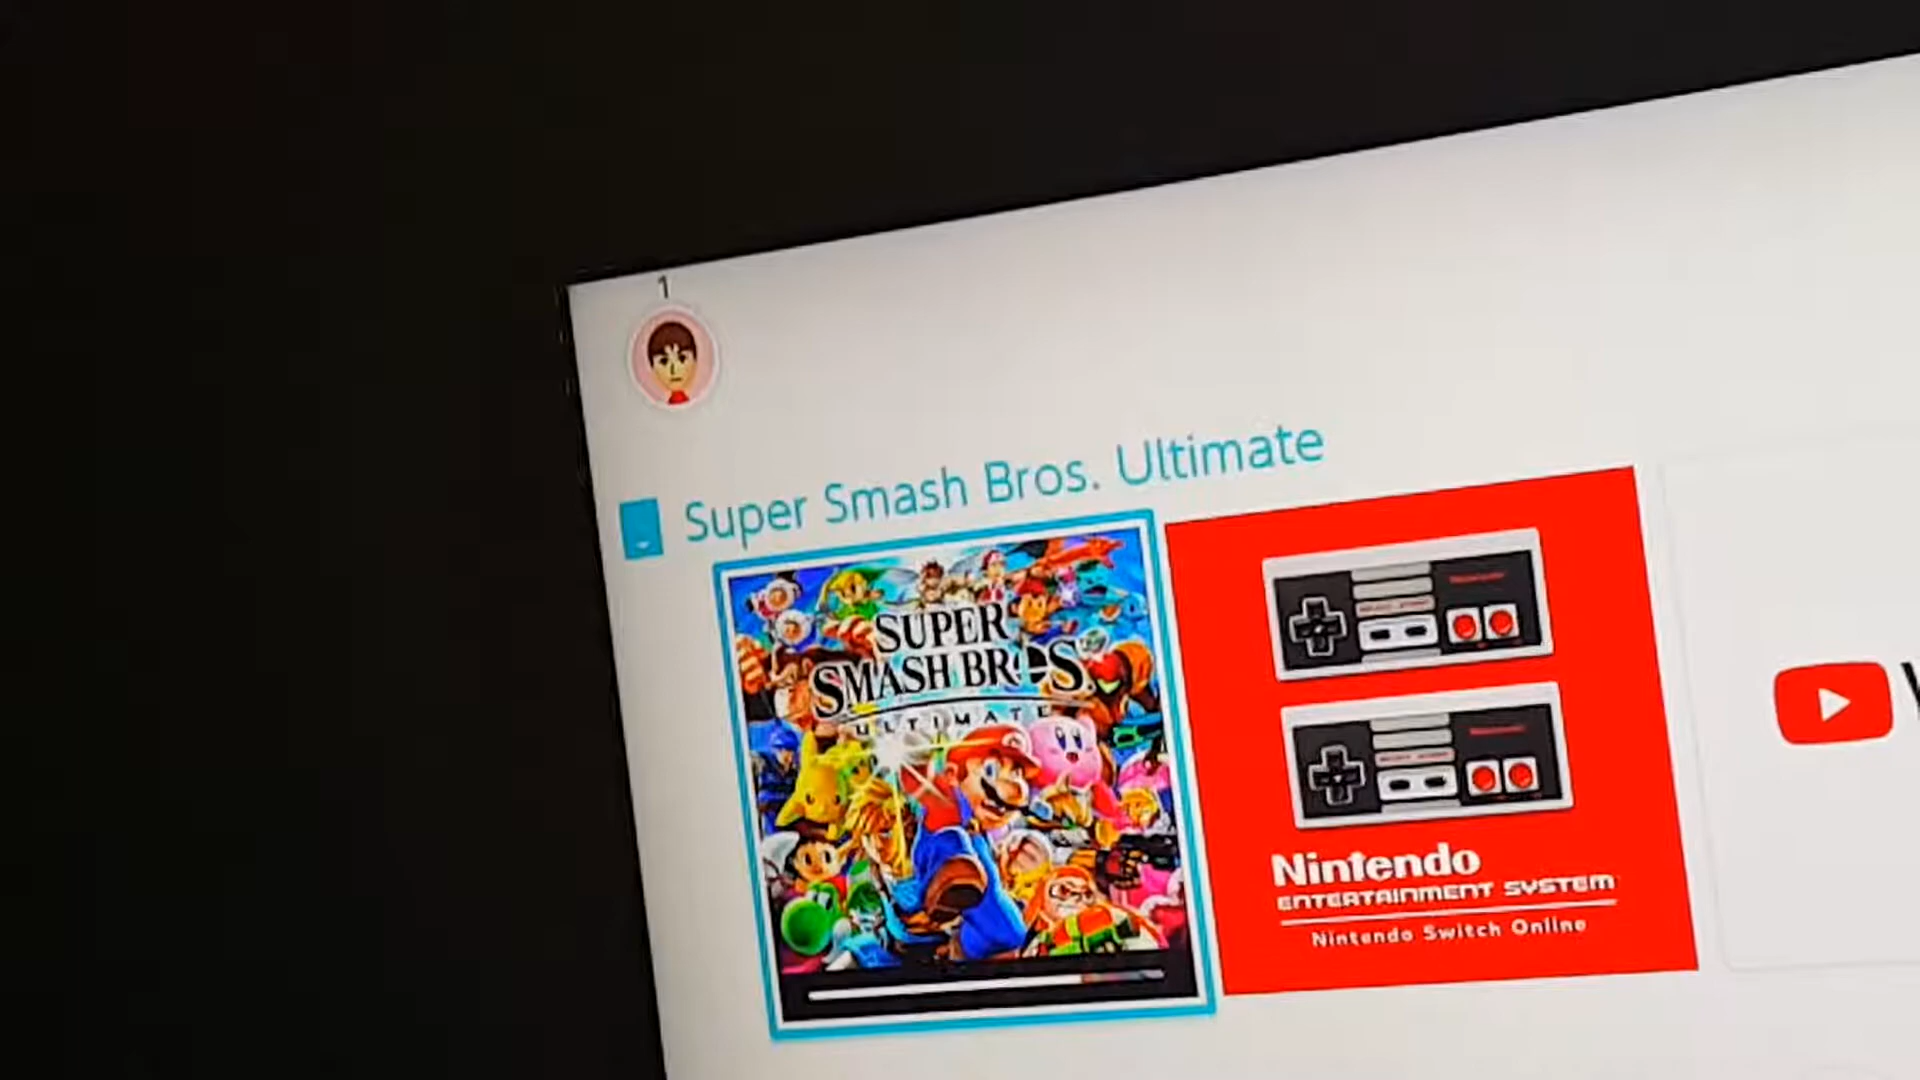 1
Super Smash Bros. Ultimate
SUPER
SMASH BROS.
ULTIMATE
Nintendo
ENTERTAINMENT SYSTEM
Nintendo Switch Online